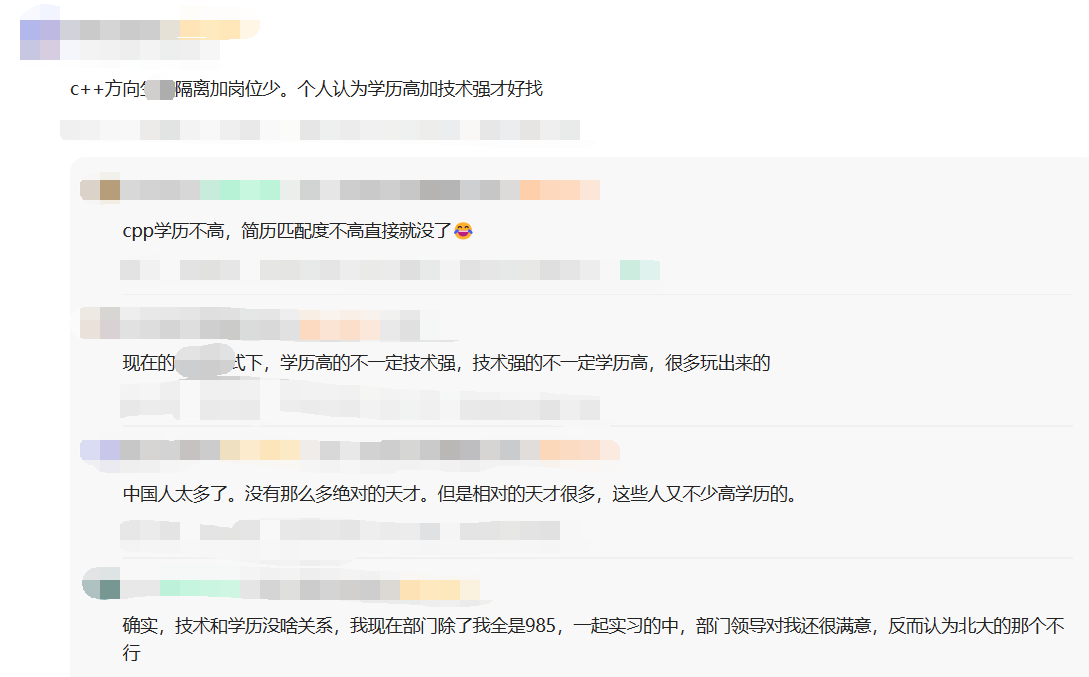 c++方向 隔离加岗位少。个人认为学历高加技术强才好找
cpp学历不高，简历匹配度不高直接就没了😂
现在的 式下，学历高的不一定技术强，技术强的不一定学历高，很多玩出来的
中国人太多了。没有那么多绝对的天才。但是相对的天才很多，这些人又不少高学历的。
确实，技术和学历没啥关系，我现在部门除了我全是985，一起实习的中，部门领导对我还很满意，反而认为北大的那个不
行